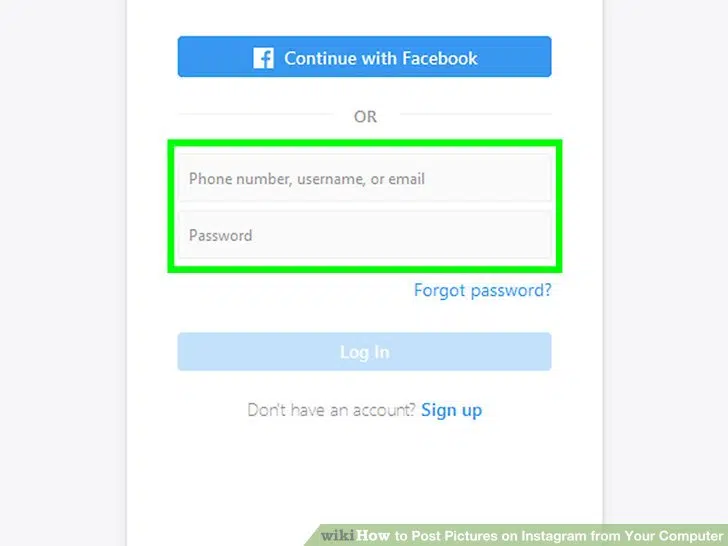 Continue with Facebook
OR
Phone number, username, or email
Password
Forgot password?
Log In
Don't have an account? Sign up
wikiHow to Post Pictures on Instagram from Your Computer